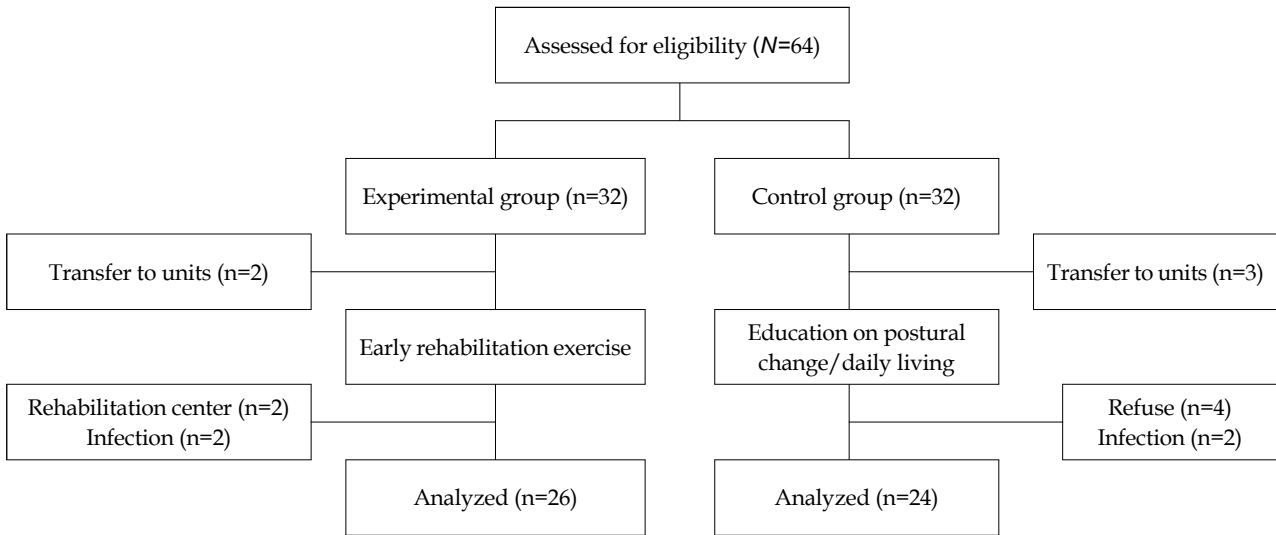 Assessed for eligibility (N=64)
Experimental group (n=32)
Control group (n=32)
Transfer to units (n=2)
Transfer to units (n=3)
Early rehabilitation exercise
Education on postural
change/daily living
Rehabilitation center (n=2)
Infection (n=2)
Refuse (n=4)
Infection (n=2)
Analyzed (n=26)
Analyzed (n=24)